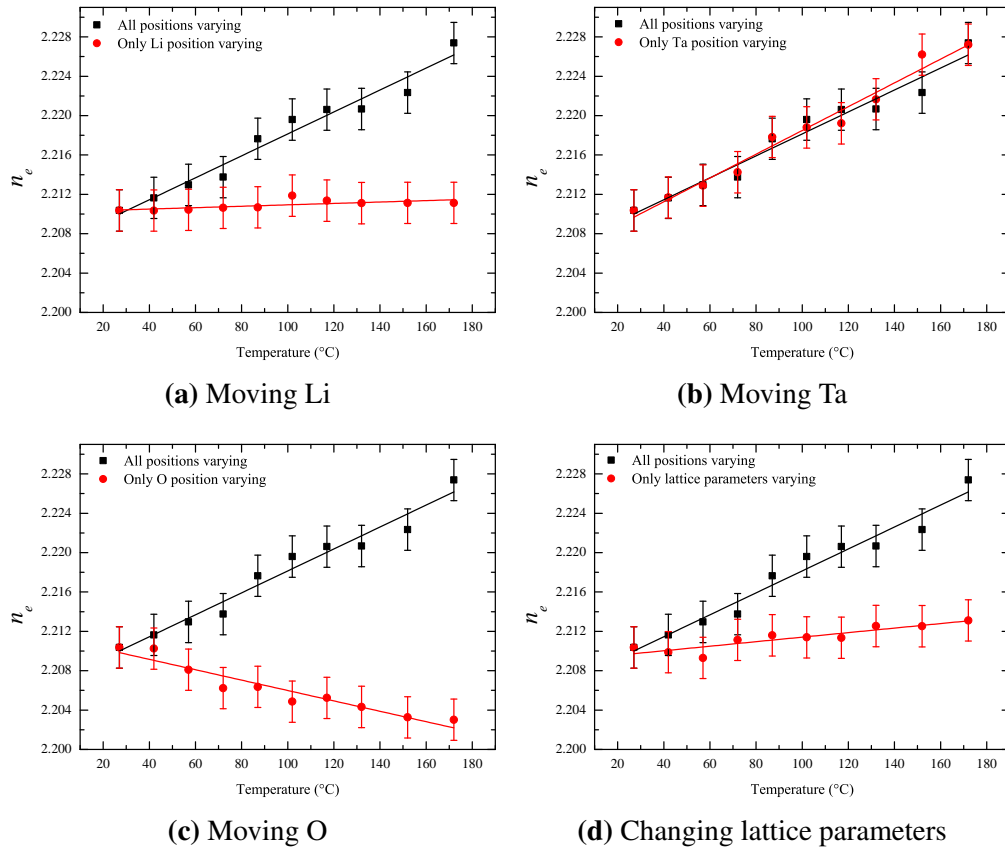 All positions varying
Only Li position varying
2.228
2.224
2.220
2.216
2.212
2.208
2.204
2.200
n_e
20 40 60 80 100 120 140 160 180
Temperature (°C)
(a) Moving Li
All positions varying
Only Ta position varying
2.228
2.224
2.220
2.216
2.212
2.208
2.204
2.200
n_e
20 40 60 80 100 120 140 160 180
Temperature (°C)
(b) Moving Ta
All positions varying
Only O position varying
2.228
2.224
2.220
2.216
2.212
2.208
2.204
2.200
n_e
20 40 60 80 100 120 140 160 180
Temperature (°C)
(c) Moving O
All positions varying
Only lattice parameters varying
2.228
2.224
2.220
2.216
2.212
2.208
2.204
2.200
n_e
20 40 60 80 100 120 140 160 180
Temperature (°C)
(d) Changing lattice parameters